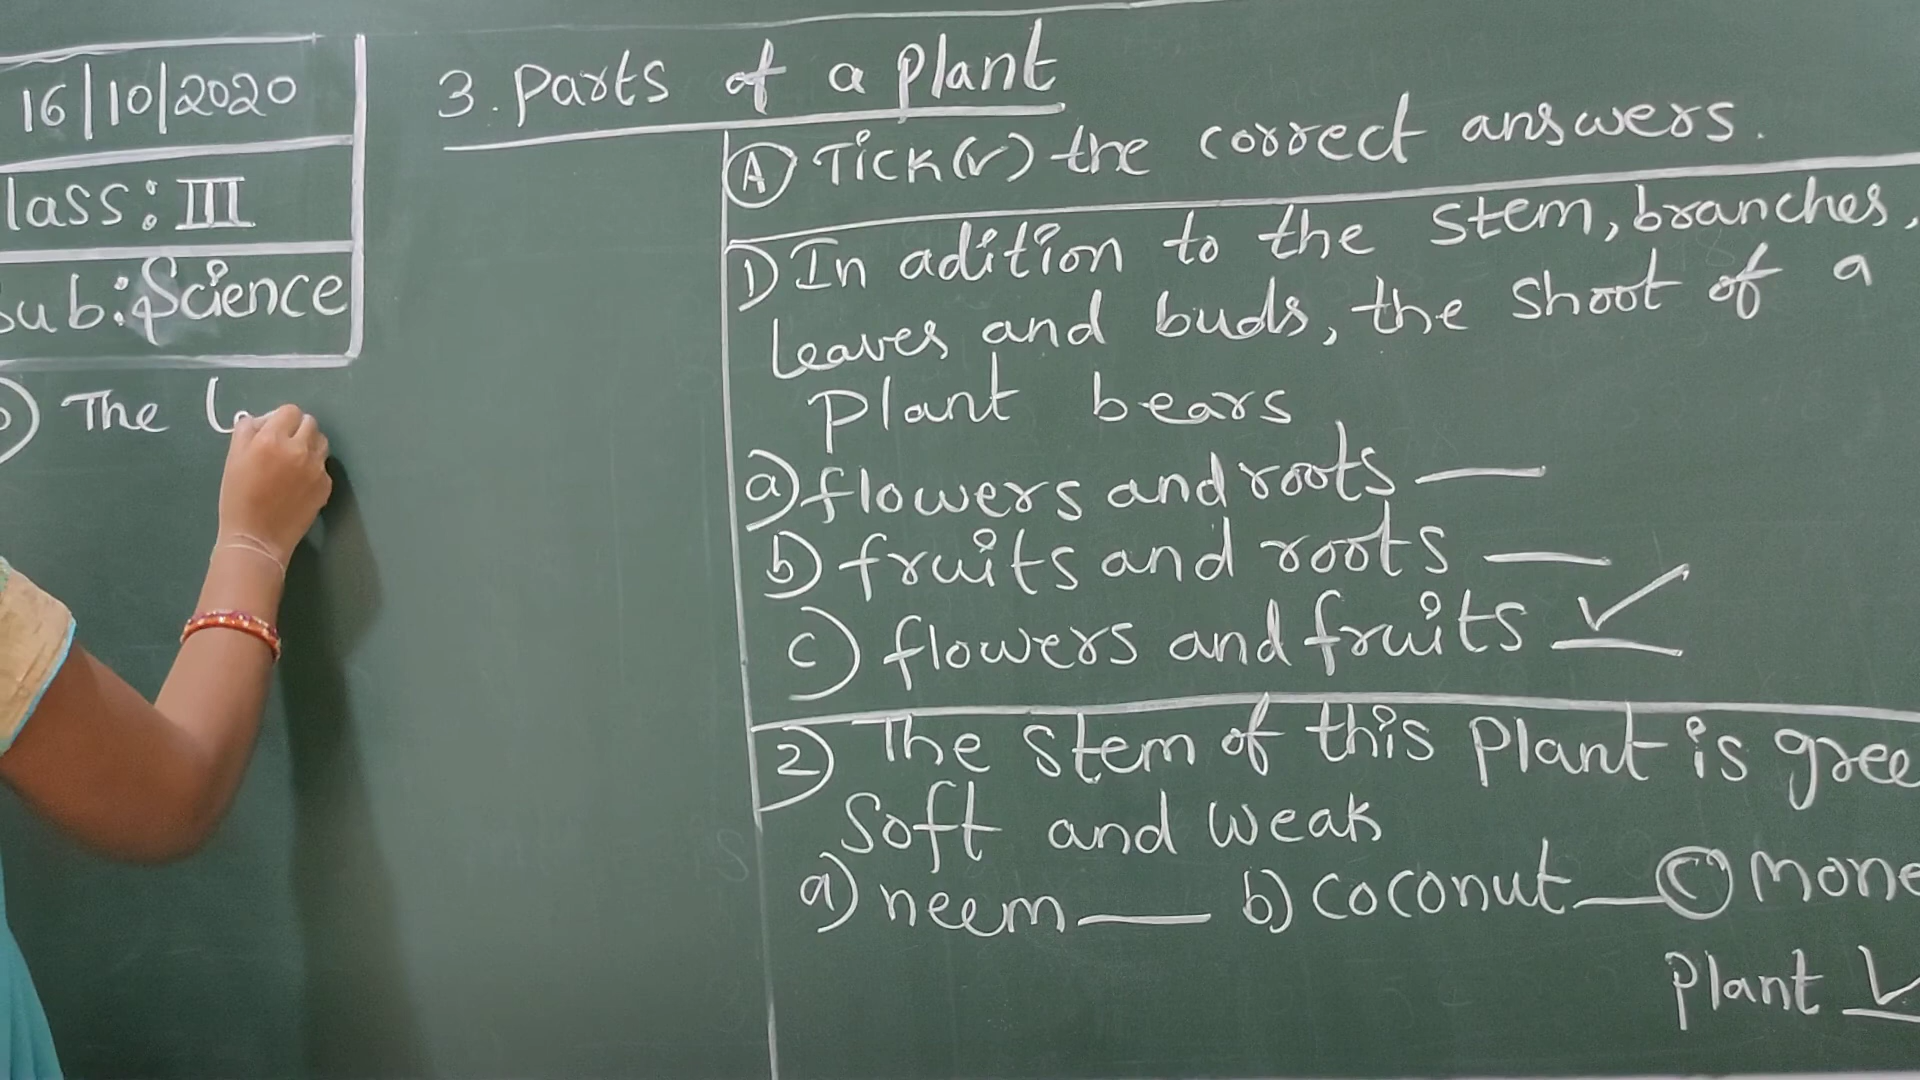 16/10/2020
lass: III
Sub: Science
The
3. Parts of a plant
(A) Tick(✓) the correct answers.
1) In adition to the stem, branches,
leaves and buds, the shoot of a
Plant bears
a) flowers and roots —
b) fruits and roots —
c) flowers and fruits ✓
2) The stem of this plant is gree
Soft and weak
a) neem — b) coconut — (C) mone
Plant ✓